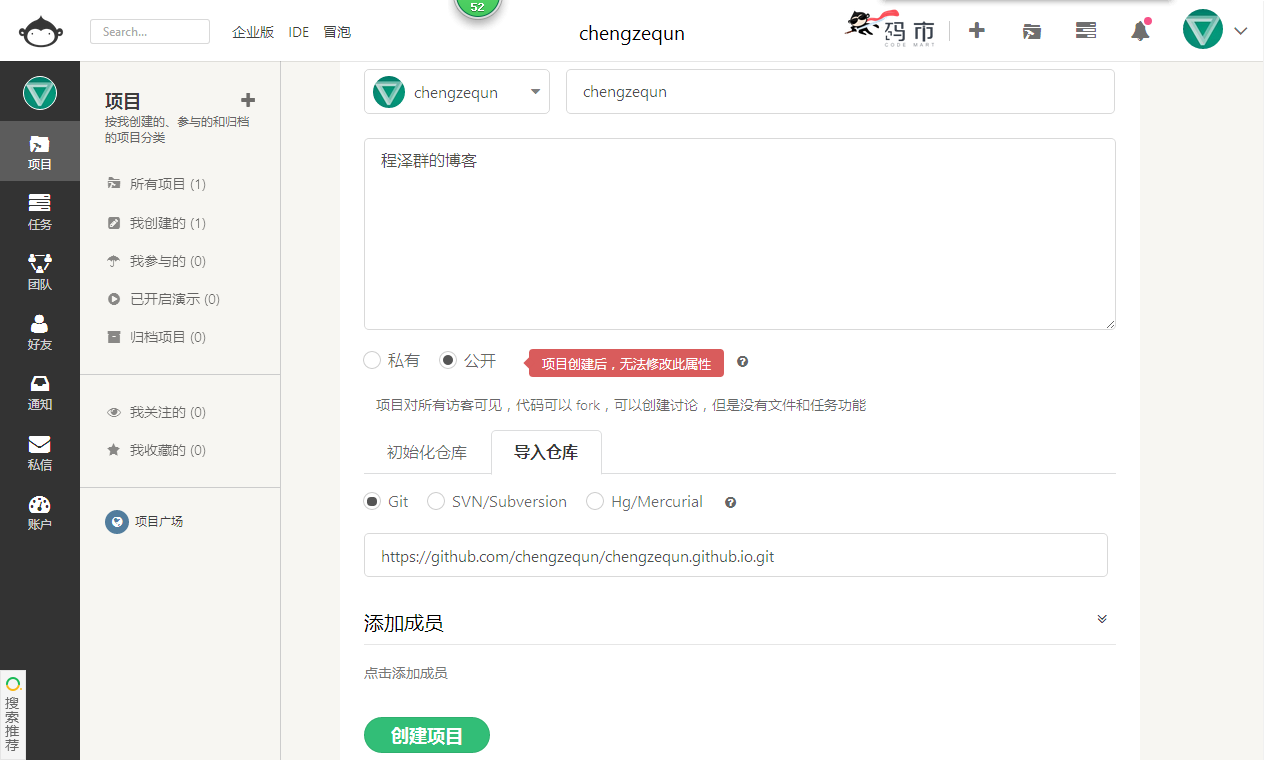 52
Search...
企业版 IDE 冒泡
chengzequn
码市
CODE MART
项目
任务
团队
好友
通知
私信
账户
搜索推荐
项目
按我创建的、参与的和归档
的项目分类
所有项目 (1)
我创建的 (1)
我参与的 (0)
已开启演示 (0)
归档项目 (0)
我关注的 (0)
我收藏的 (0)
项目广场
chengzequn chengzequn
程泽群的博客
私有 公开 项目创建后，无法修改此属性
项目对所有访客可见，代码可以 fork，可以创建讨论，但是没有文件和任务功能
初始化仓库 导入仓库
Git SVN/Subversion Hg/Mercurial
https://github.com/chengzequn/chengzequn.github.io.git
添加成员
点击添加成员
创建项目